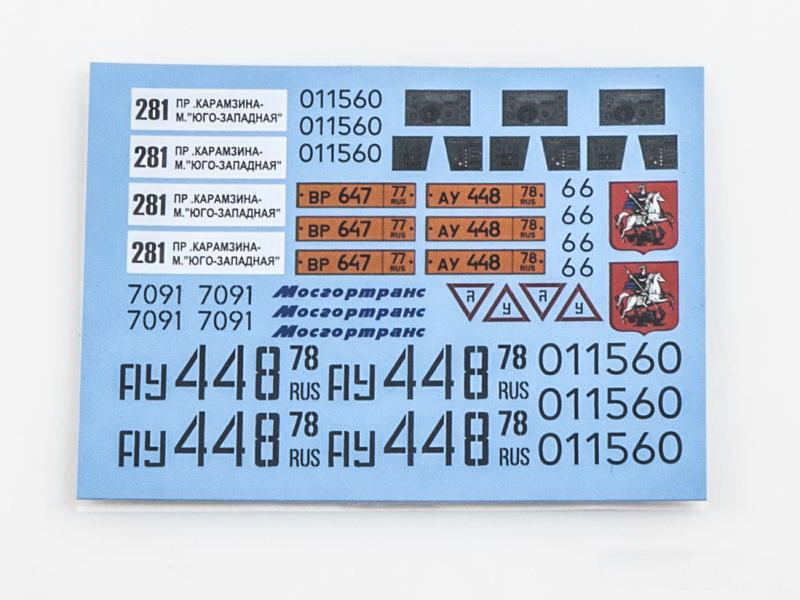 281 ПР .КАРАМЗИНА-
М."ЮГО-ЗАПАДНАЯ"
281 ПР .КАРАМЗИНА-
М."ЮГО-ЗАПАДНАЯ"
281 ПР .КАРАМЗИНА-
М."ЮГО-ЗАПАДНАЯ"
281 ПР .КАРАМЗИНА-
М."ЮГО-ЗАПАДНАЯ"
011560
011560
011560
ВР 647 77 RUS
ВР 647 77 RUS
ВР 647 77 RUS
АУ 448 78 RUS
АУ 448 78 RUS
АУ 448 78 RUS
66
66
66
66
7091 7091
7091 7091
Мосгортранс
Мосгортранс
Мосгортранс
Я У Я У
АУ 448 78 RUS АУ 448 78 RUS
АУ 448 78 RUS АУ 448 78 RUS
011560
011560
011560